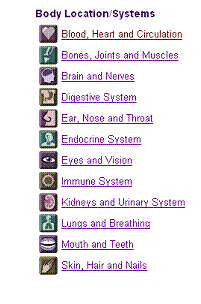 Body Location/Systems
Blood, Heart and Circulation
Bones, Joints and Muscles
Brain and Nerves
Digestive System
Ear, Nose and Throat
Endocrine System
Eyes and Vision
Immune System
Kidneys and Urinary System
Lungs and Breathing
Mouth and Teeth
Skin, Hair and Nails